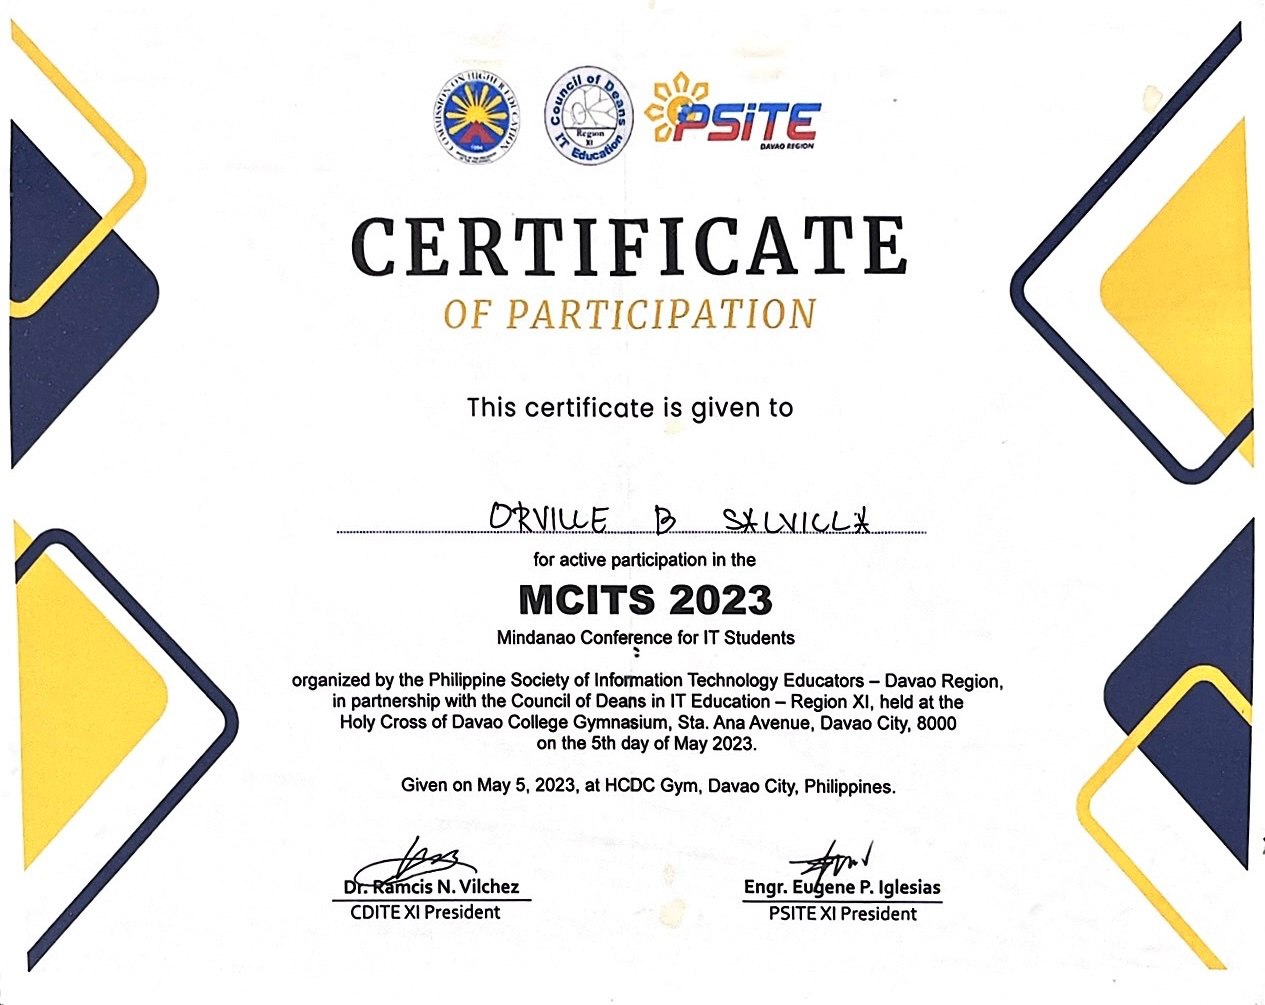 COMMISSION ON HIGHER EDUCATION
1994
Council of Deans
Region
XI
IT Education
PSiTE
DAVAO REGION
CERTIFICATE
OF PARTICIPATION
This certificate is given to
ORVILLE B SALVILLA
for active participation in the
MCITS 2023
Mindanao Conference for IT Students
organized by the Philippine Society of Information Technology Educators – Davao Region,
in partnership with the Council of Deans in IT Education – Region XI, held at the
Holy Cross of Davao College Gymnasium, Sta. Ana Avenue, Davao City, 8000
on the 5th day of May 2023.
Given on May 5, 2023, at HCDC Gym, Davao City, Philippines.
Dr. Ramcis N. Vilchez
CDITE XI President
Engr. Eugene P. Iglesias
PSITE XI President